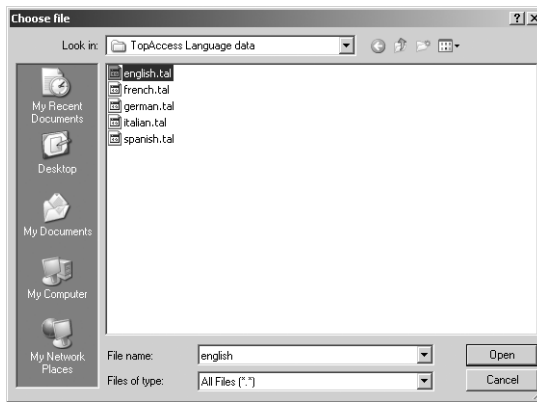 Choose file
Look in:
TopAccess Language data
english.tal
french.tal
german.tal
italian.tal
spanish.tal
My Recent
Documents
Desktop
My Documents
My Computer
My Network
Places
File name:
english
Open
Files of type:
All Files (*.*)
Cancel